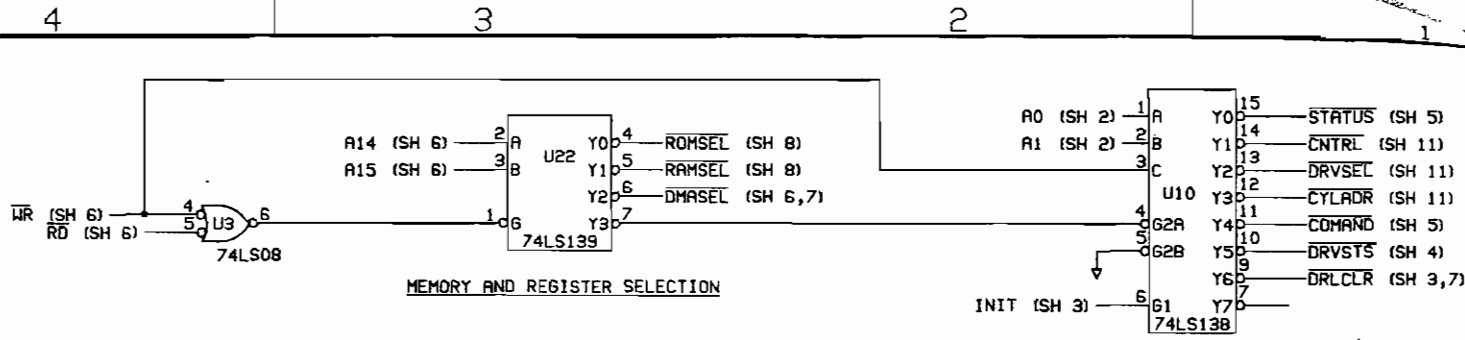 4 3 2 1
A14 (SH 6) 2 A U22 Y0 4 ROMSEL (SH 8)
A15 (SH 6) 3 B Y1 5 RAMSEL (SH 8)
Y2 6 DMASEL (SH 6,7)
1 G Y3 7
74LS139
WR (SH 6) 4 U3 6
RD (SH 6) 5
74LS08
MEMORY AND REGISTER SELECTION
A0 (SH 2) 1 A Y0 15 STATUS (SH 5)
A1 (SH 2) 2 B Y1 14 CNTRL (SH 11)
3 C Y2 13 DRVSEL (SH 11)
U10 Y3 12 CYLADR (SH 11)
4 G2A Y4 11 COMAND (SH 5)
5 G2B Y5 10 DRVSTS (SH 4)
Y6 9 DRLCLR (SH 3,7)
INIT (SH 3) 6 G1 Y7 7
74LS138